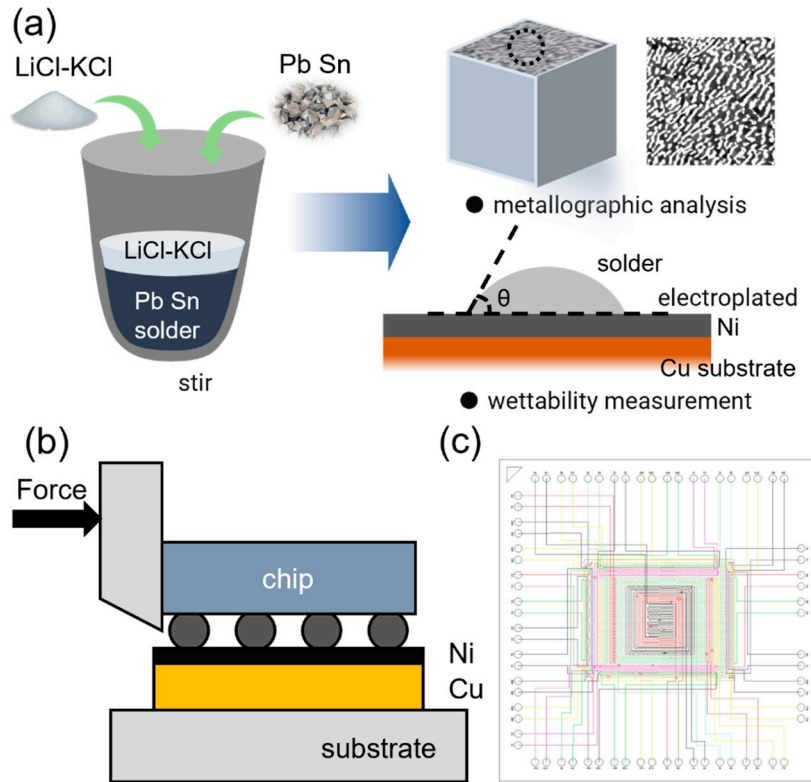 (a)
LiCl-KCl
Pb Sn
LiCl-KCl
Pb Sn
solder
stir
● metallographic analysis
solder
θ
electroplated
Ni
Cu substrate
● wettability measurement
(b)
Force
chip
Ni
Cu
substrate
(c)